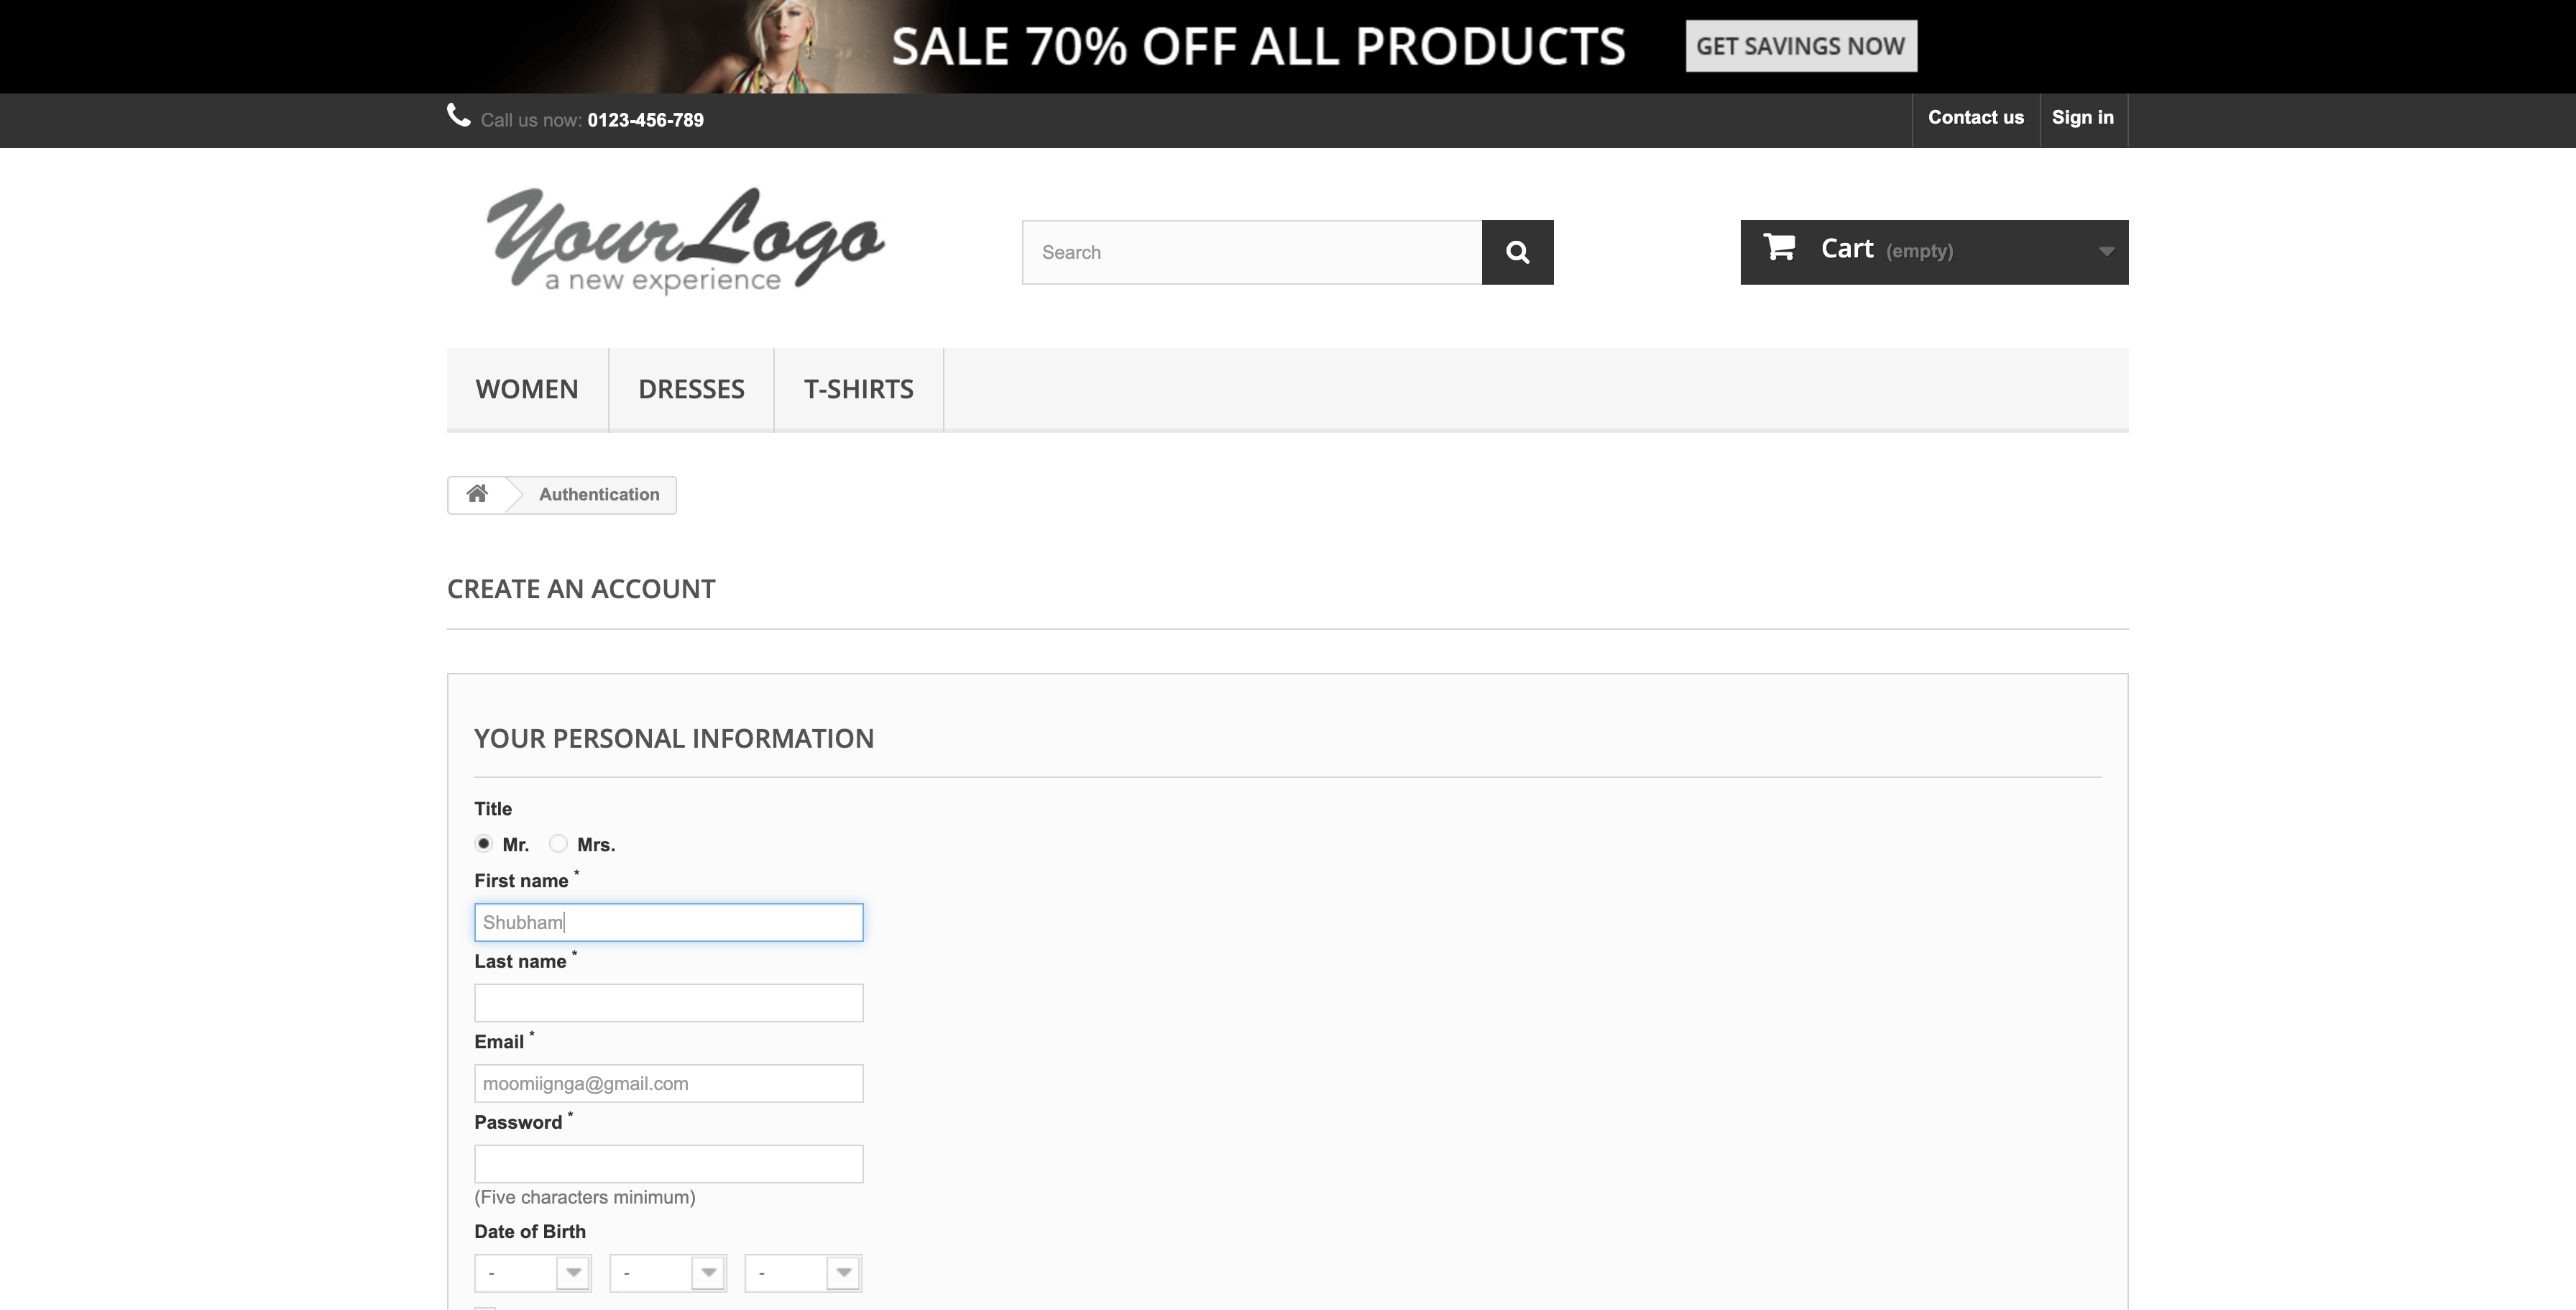 SALE 70% OFF ALL PRODUCTS GET SAVINGS NOW
Call us now: 0123-456-789 Contact us Sign in
Your Logo
a new experience
Search
Cart (empty)
WOMEN DRESSES T-SHIRTS
Authentication
CREATE AN ACCOUNT
YOUR PERSONAL INFORMATION
Title
Mr. Mrs.
First name *
Shubham
Last name *
Email *
moomiignga@gmail.com
Password *
(Five characters minimum)
Date of Birth
- - -